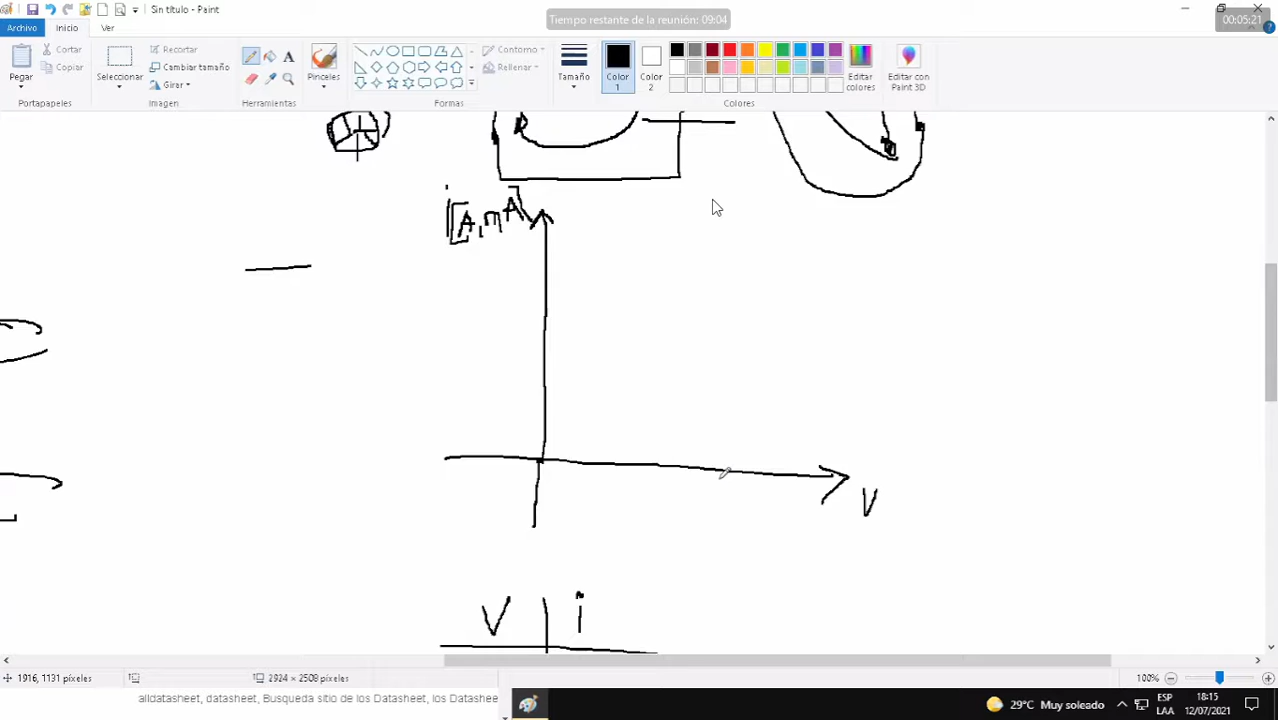 Sin título - Paint
Tiempo restante de la reunión: 09:04
00:05:21
Archivo
Inicio
Ver
Pegar
Cortar
Copiar
Portapapeles
Recortar
Cambiar tamaño
Girar
Imagen
Herramientas
Pinceles
Contorno
Rellenar
Formas
Tamaño
Color
1
Color
2
Colores
Editar
colores
Editar con
Paint 3D
i[A,mA]
V
V | i
1916, 1131 píxeles
2924 × 2508 píxeles
100%
alldatasheet, datasheet, Busqueda sitio de los Datasheet, los Datashee
29°C Muy soleado
ESP
LAA
18:15
12/07/2021